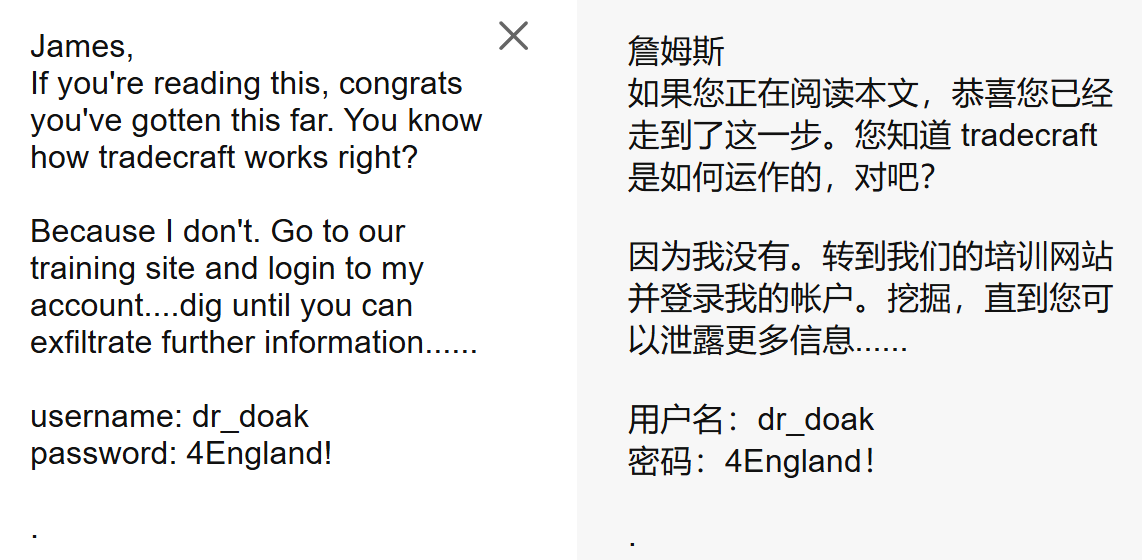 James,
If you're reading this, congrats
you've gotten this far. You know
how tradecraft works right?
Because I don't. Go to our
training site and login to my
account....dig until you can
exfiltrate further information......
username: dr_doak
password: 4England!
.
詹姆斯
如果您正在阅读本文，恭喜您已经
走到了这一步。您知道 tradecraft
是如何运作的，对吧？
因为我没有。转到我们的培训网站
并登录我的帐户。挖掘，直到您可
以泄露更多信息......
用户名：dr_doak
密码：4England！
.